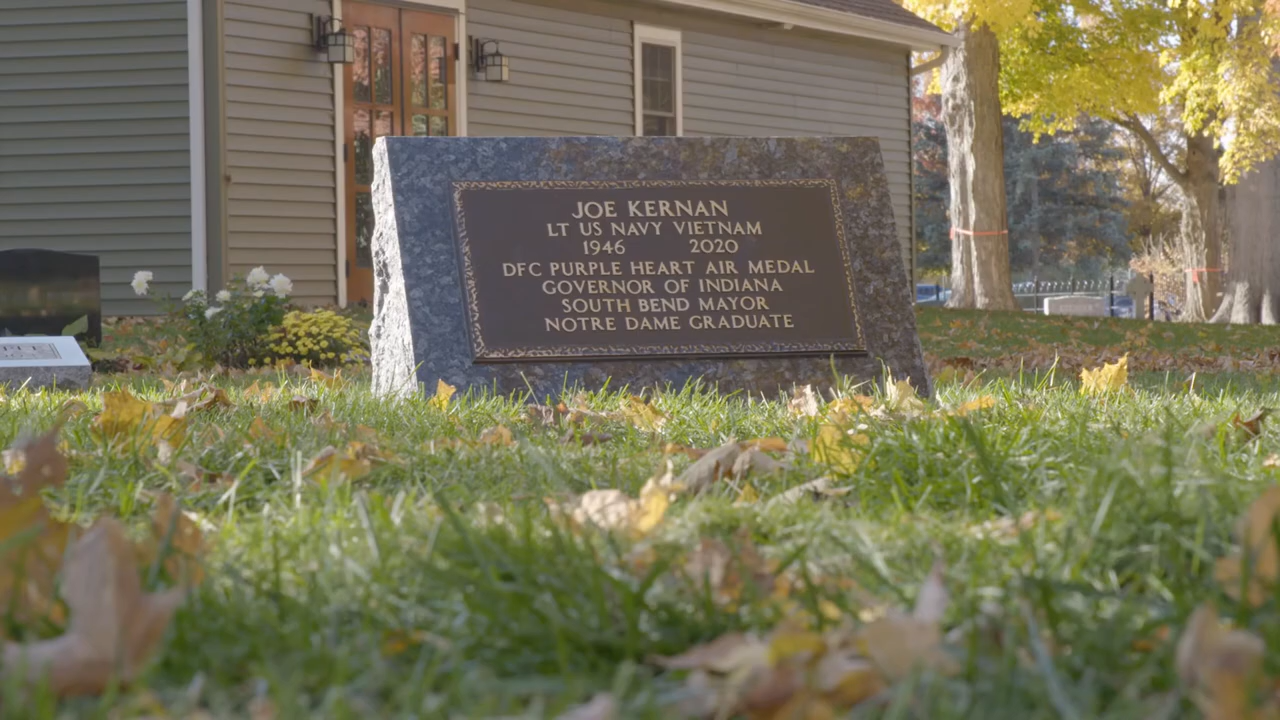 JOE KERNAN
LT US NAVY VIETNAM
1946 2020
DFC PURPLE HEART AIR MEDAL
GOVERNOR OF INDIANA
SOUTH BEND MAYOR
NOTRE DAME GRADUATE